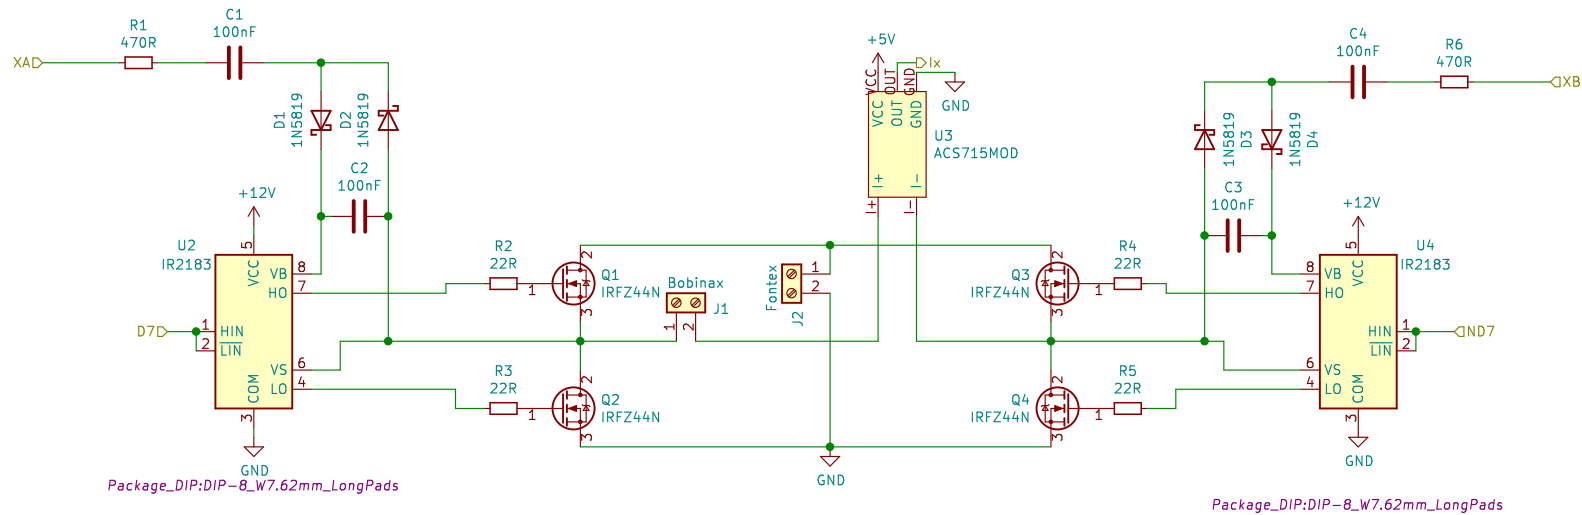 XA
R1
470R
C1
100nF
D1
1N5819
D2
1N5819
C2
100nF
+12V
U2
IR2183
5
VCC
VB
8
HO
7
D7
1
HIN
2
LIN
VS
6
LO
4
COM
3
GND
Package_DIP:DIP-8_W7.62mm_LongPads
R2
22R
1
2
Q1
IRFZ44N
3
R3
22R
1
2
Q2
IRFZ44N
3
Bobinax
J1
1
2
Fontex
1
2
J2
GND
+5V
Ix
VCC
OUT
GND
GND
VCC
OUT
GND
U3
ACS715MOD
I+
I-
I+
I-
2
Q3
IRFZ44N
3
1
R4
22R
2
Q4
IRFZ44N
3
1
R5
22R
C4
100nF
R6
470R
XB
1N5819
D3
1N5819
D4
C3
100nF
+12V
U4
IR2183
5
VCC
8
VB
7
HO
HIN
1
ND7
LIN
2
6
VS
4
LO
COM
3
GND
Package_DIP:DIP-8_W7.62mm_LongPads